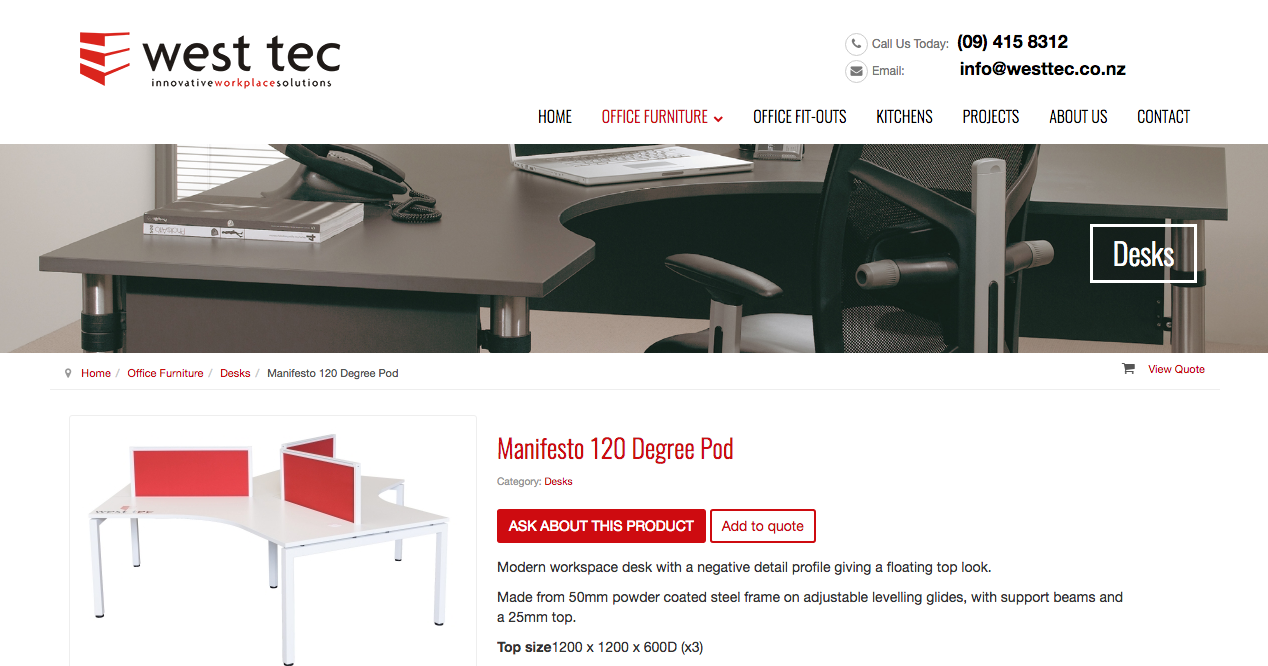 west tec
innovativeworkplacesolutions
Call Us Today: (09) 415 8312
Email: info@westtec.co.nz
HOME OFFICE FURNITURE OFFICE FIT-OUTS KITCHENS PROJECTS ABOUT US CONTACT
Desks
Home / Office Furniture / Desks / Manifesto 120 Degree Pod
View Quote
Manifesto 120 Degree Pod
Category: Desks
ASK ABOUT THIS PRODUCT Add to quote
Modern workspace desk with a negative detail profile giving a floating top look.
Made from 50mm powder coated steel frame on adjustable levelling glides, with support beams and
a 25mm top.
Top size1200 x 1200 x 600D (x3)
west tec